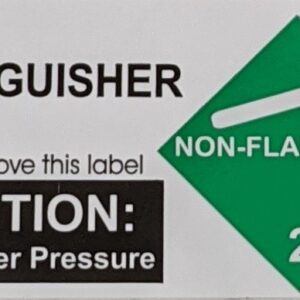 GUISHER
ove this label
TION:
er Pressure
NON-FLA
2